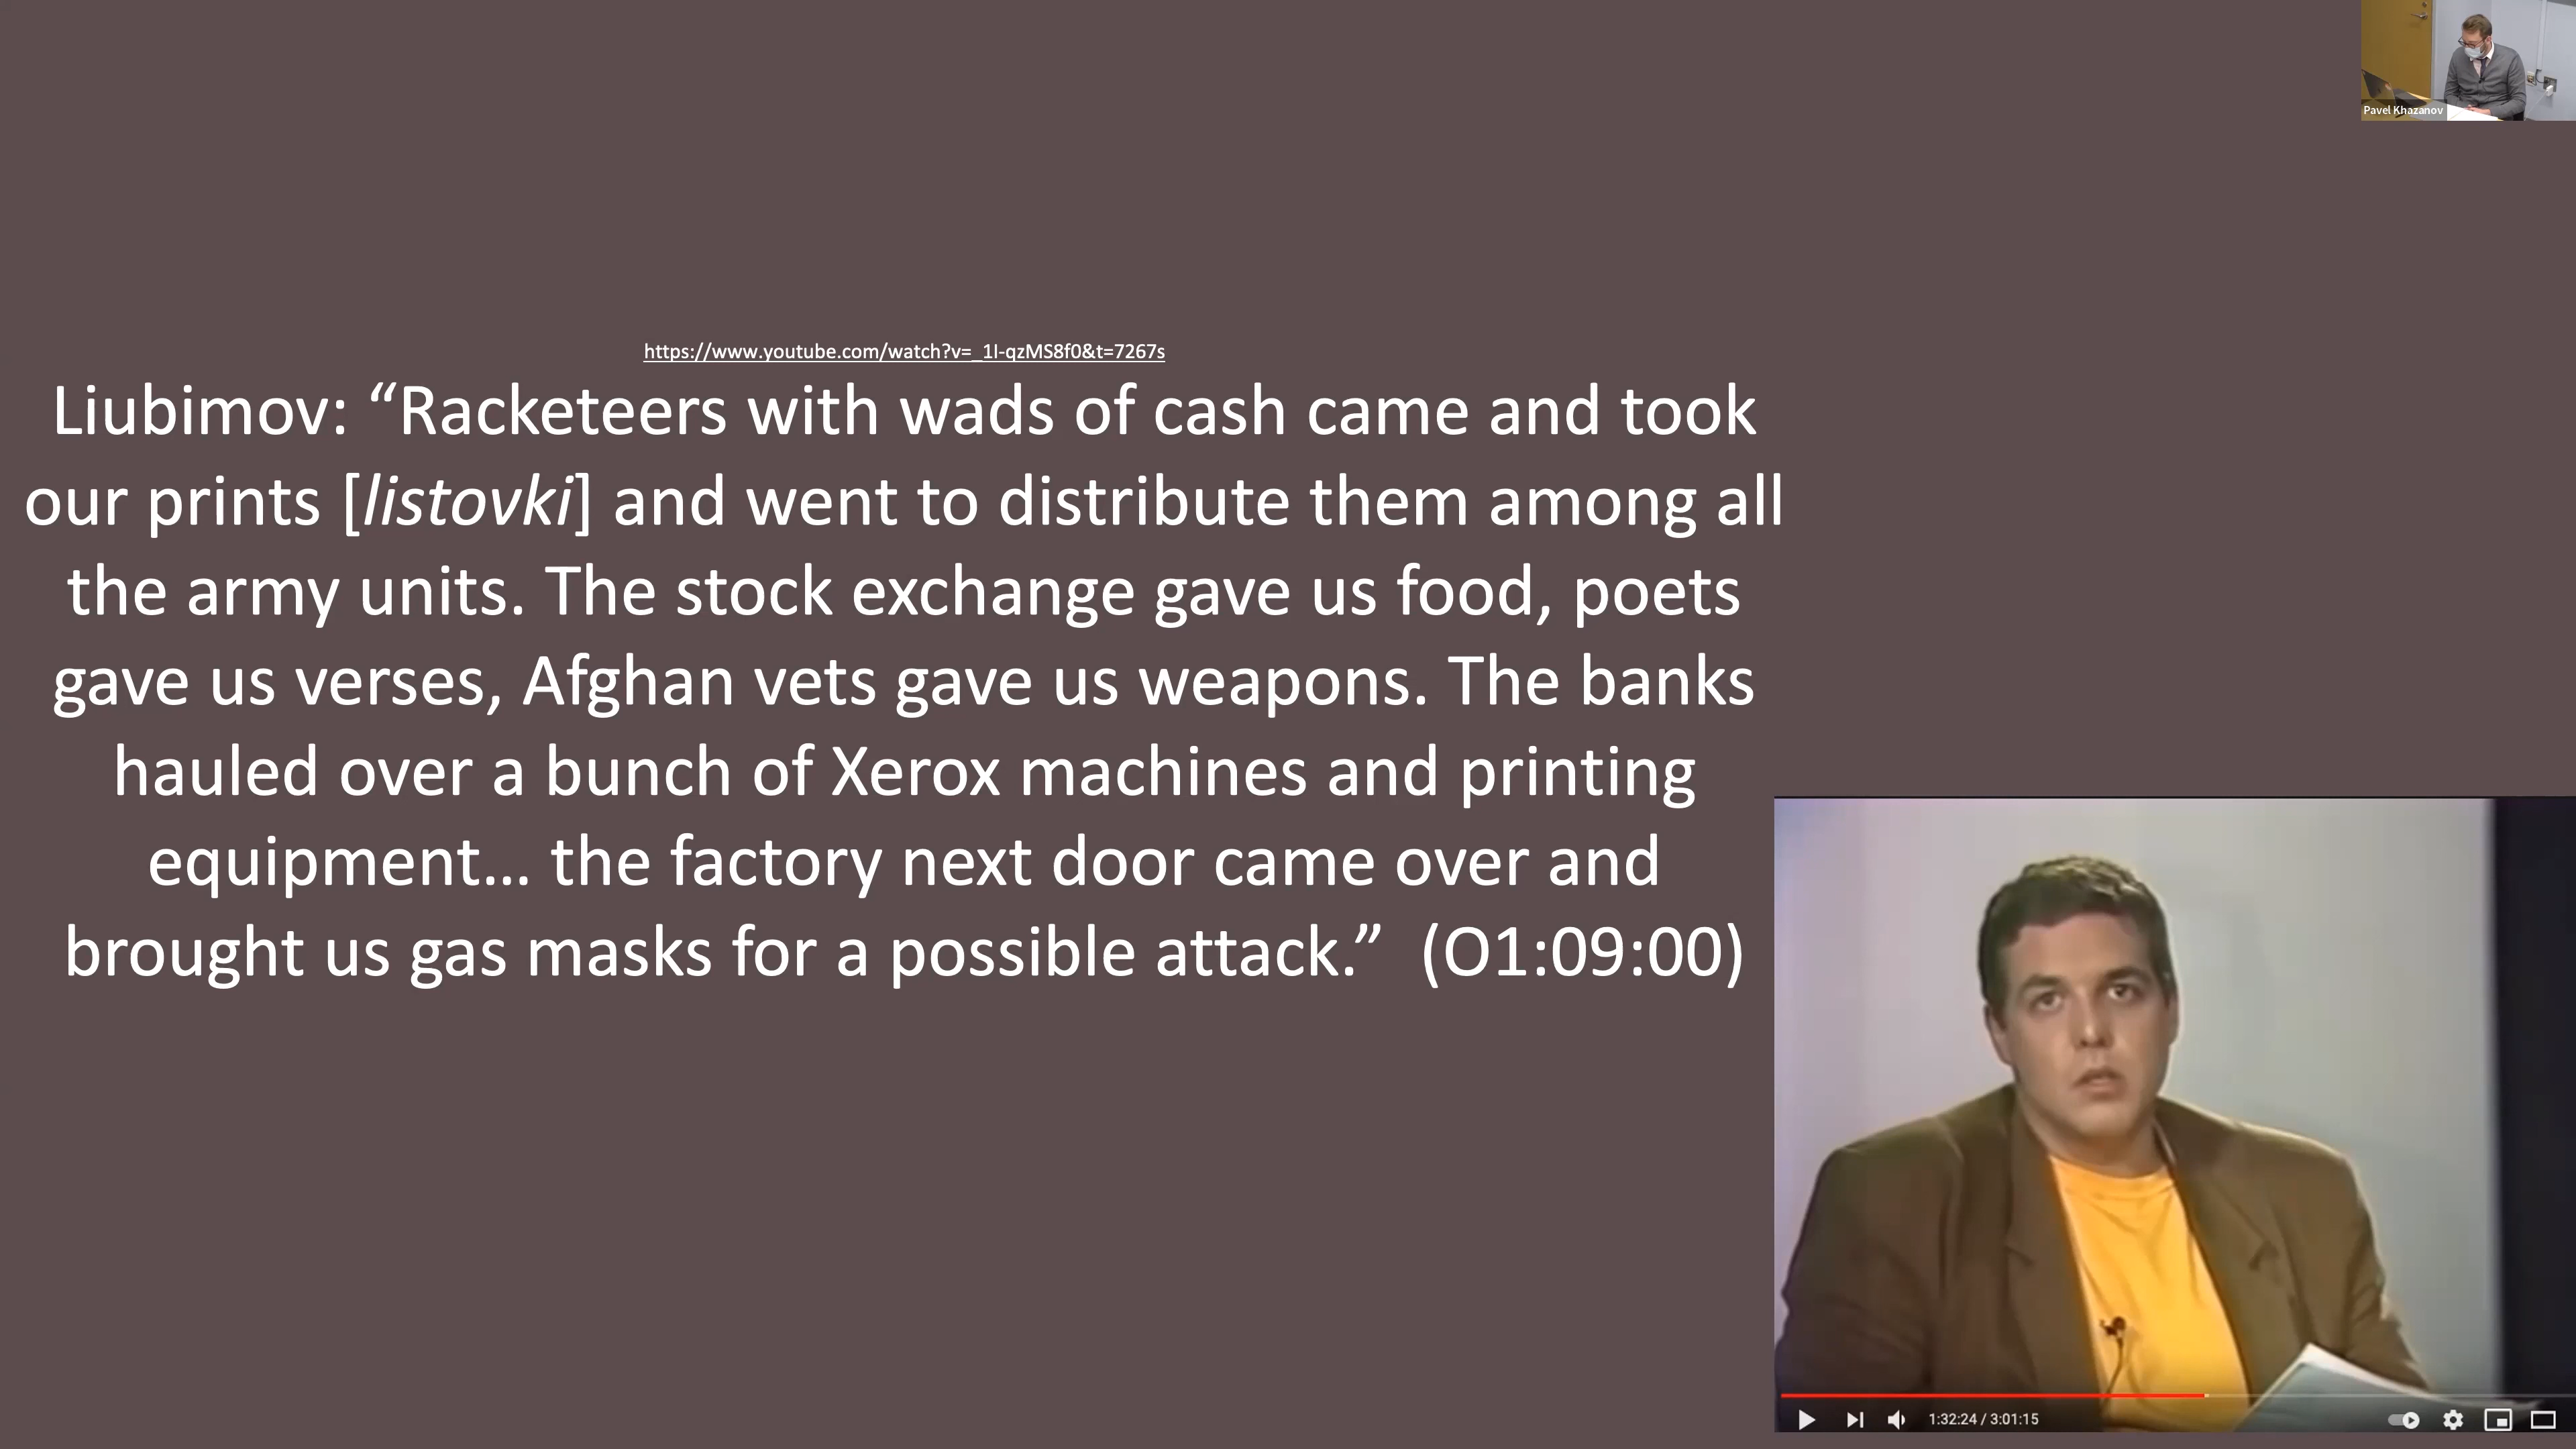 Pavel Khazanov
https://www.youtube.com/watch?v=_1I-qzMS8f0&t=7267s
Liubimov: “Racketeers with wads of cash came and took
our prints [listovki] and went to distribute them among all
the army units. The stock exchange gave us food, poets
gave us verses, Afghan vets gave us weapons. The banks
hauled over a bunch of Xerox machines and printing
equipment… the factory next door came over and
brought us gas masks for a possible attack.”  (O1:09:00)
1:32:24 / 3:01:15